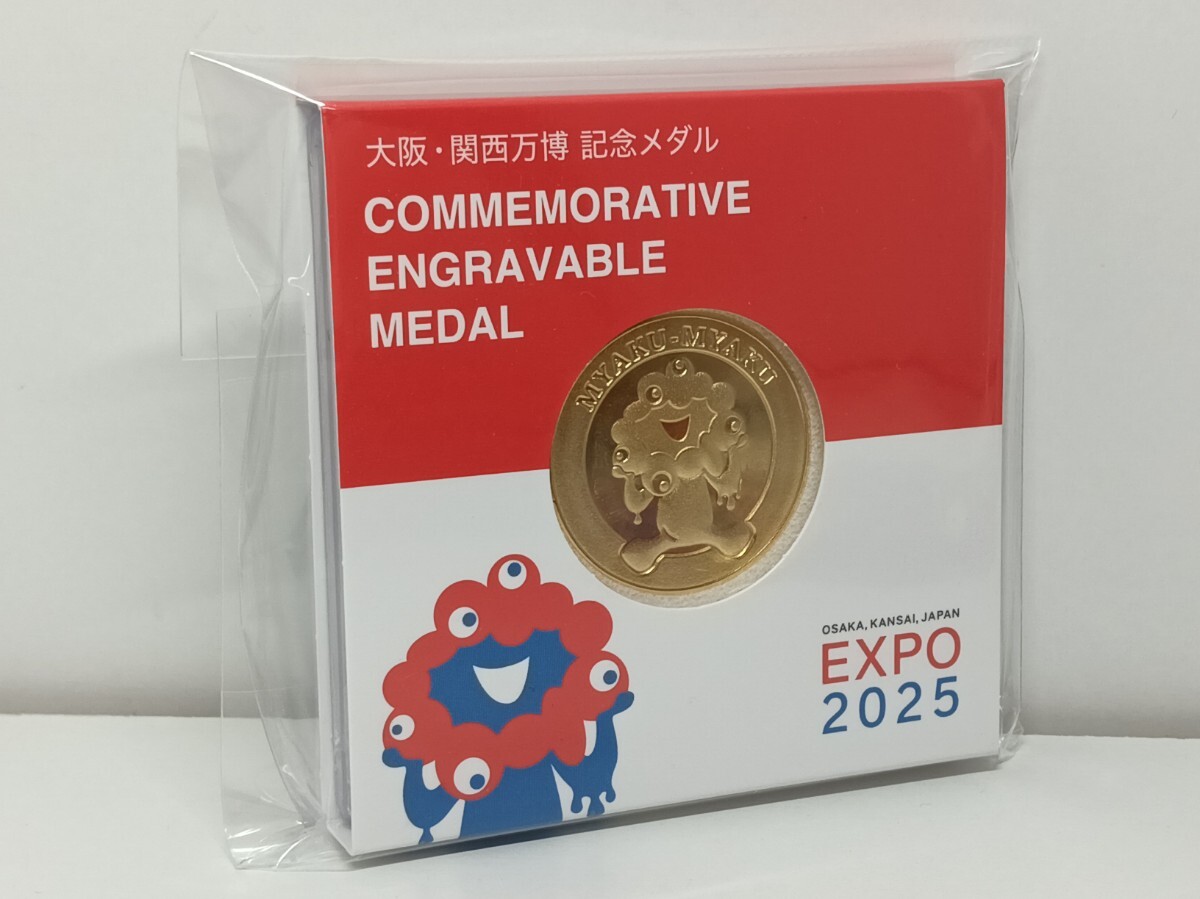 大阪・関西万博 記念メダル
COMMEMORATIVE
ENGRAVABLE
MEDAL
MYAKU-MYAKU
OSAKA, KANSAI, JAPAN
EXPO
2025